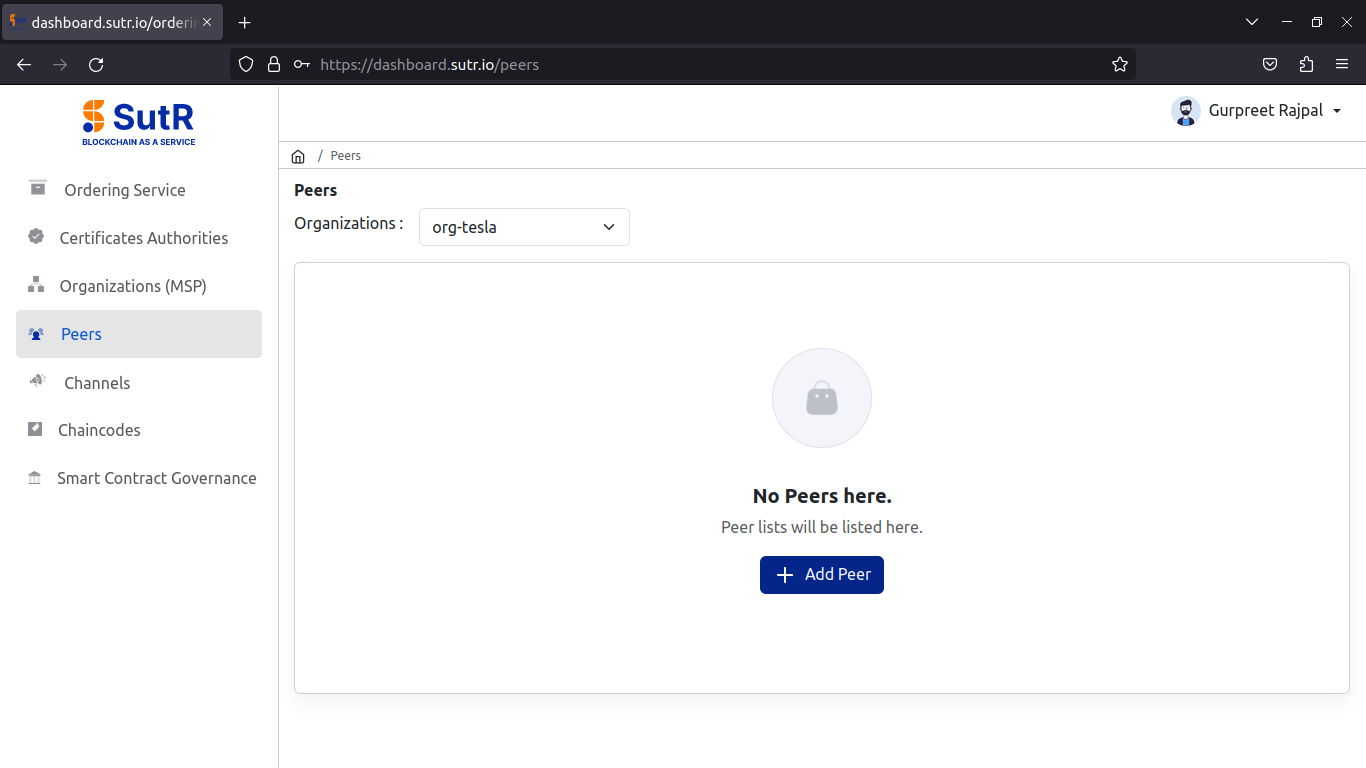 dashboard.sutr.io/orderin
https://dashboard.sutr.io/peers
SutR
BLOCKCHAIN AS A SERVICE
Gurpreet Rajpal
/ Peers
Ordering Service
Certificates Authorities
Organizations (MSP)
Peers
Channels
Chaincodes
Smart Contract Governance
Peers
Organizations :
org-tesla
No Peers here.
Peer lists will be listed here.
Add Peer